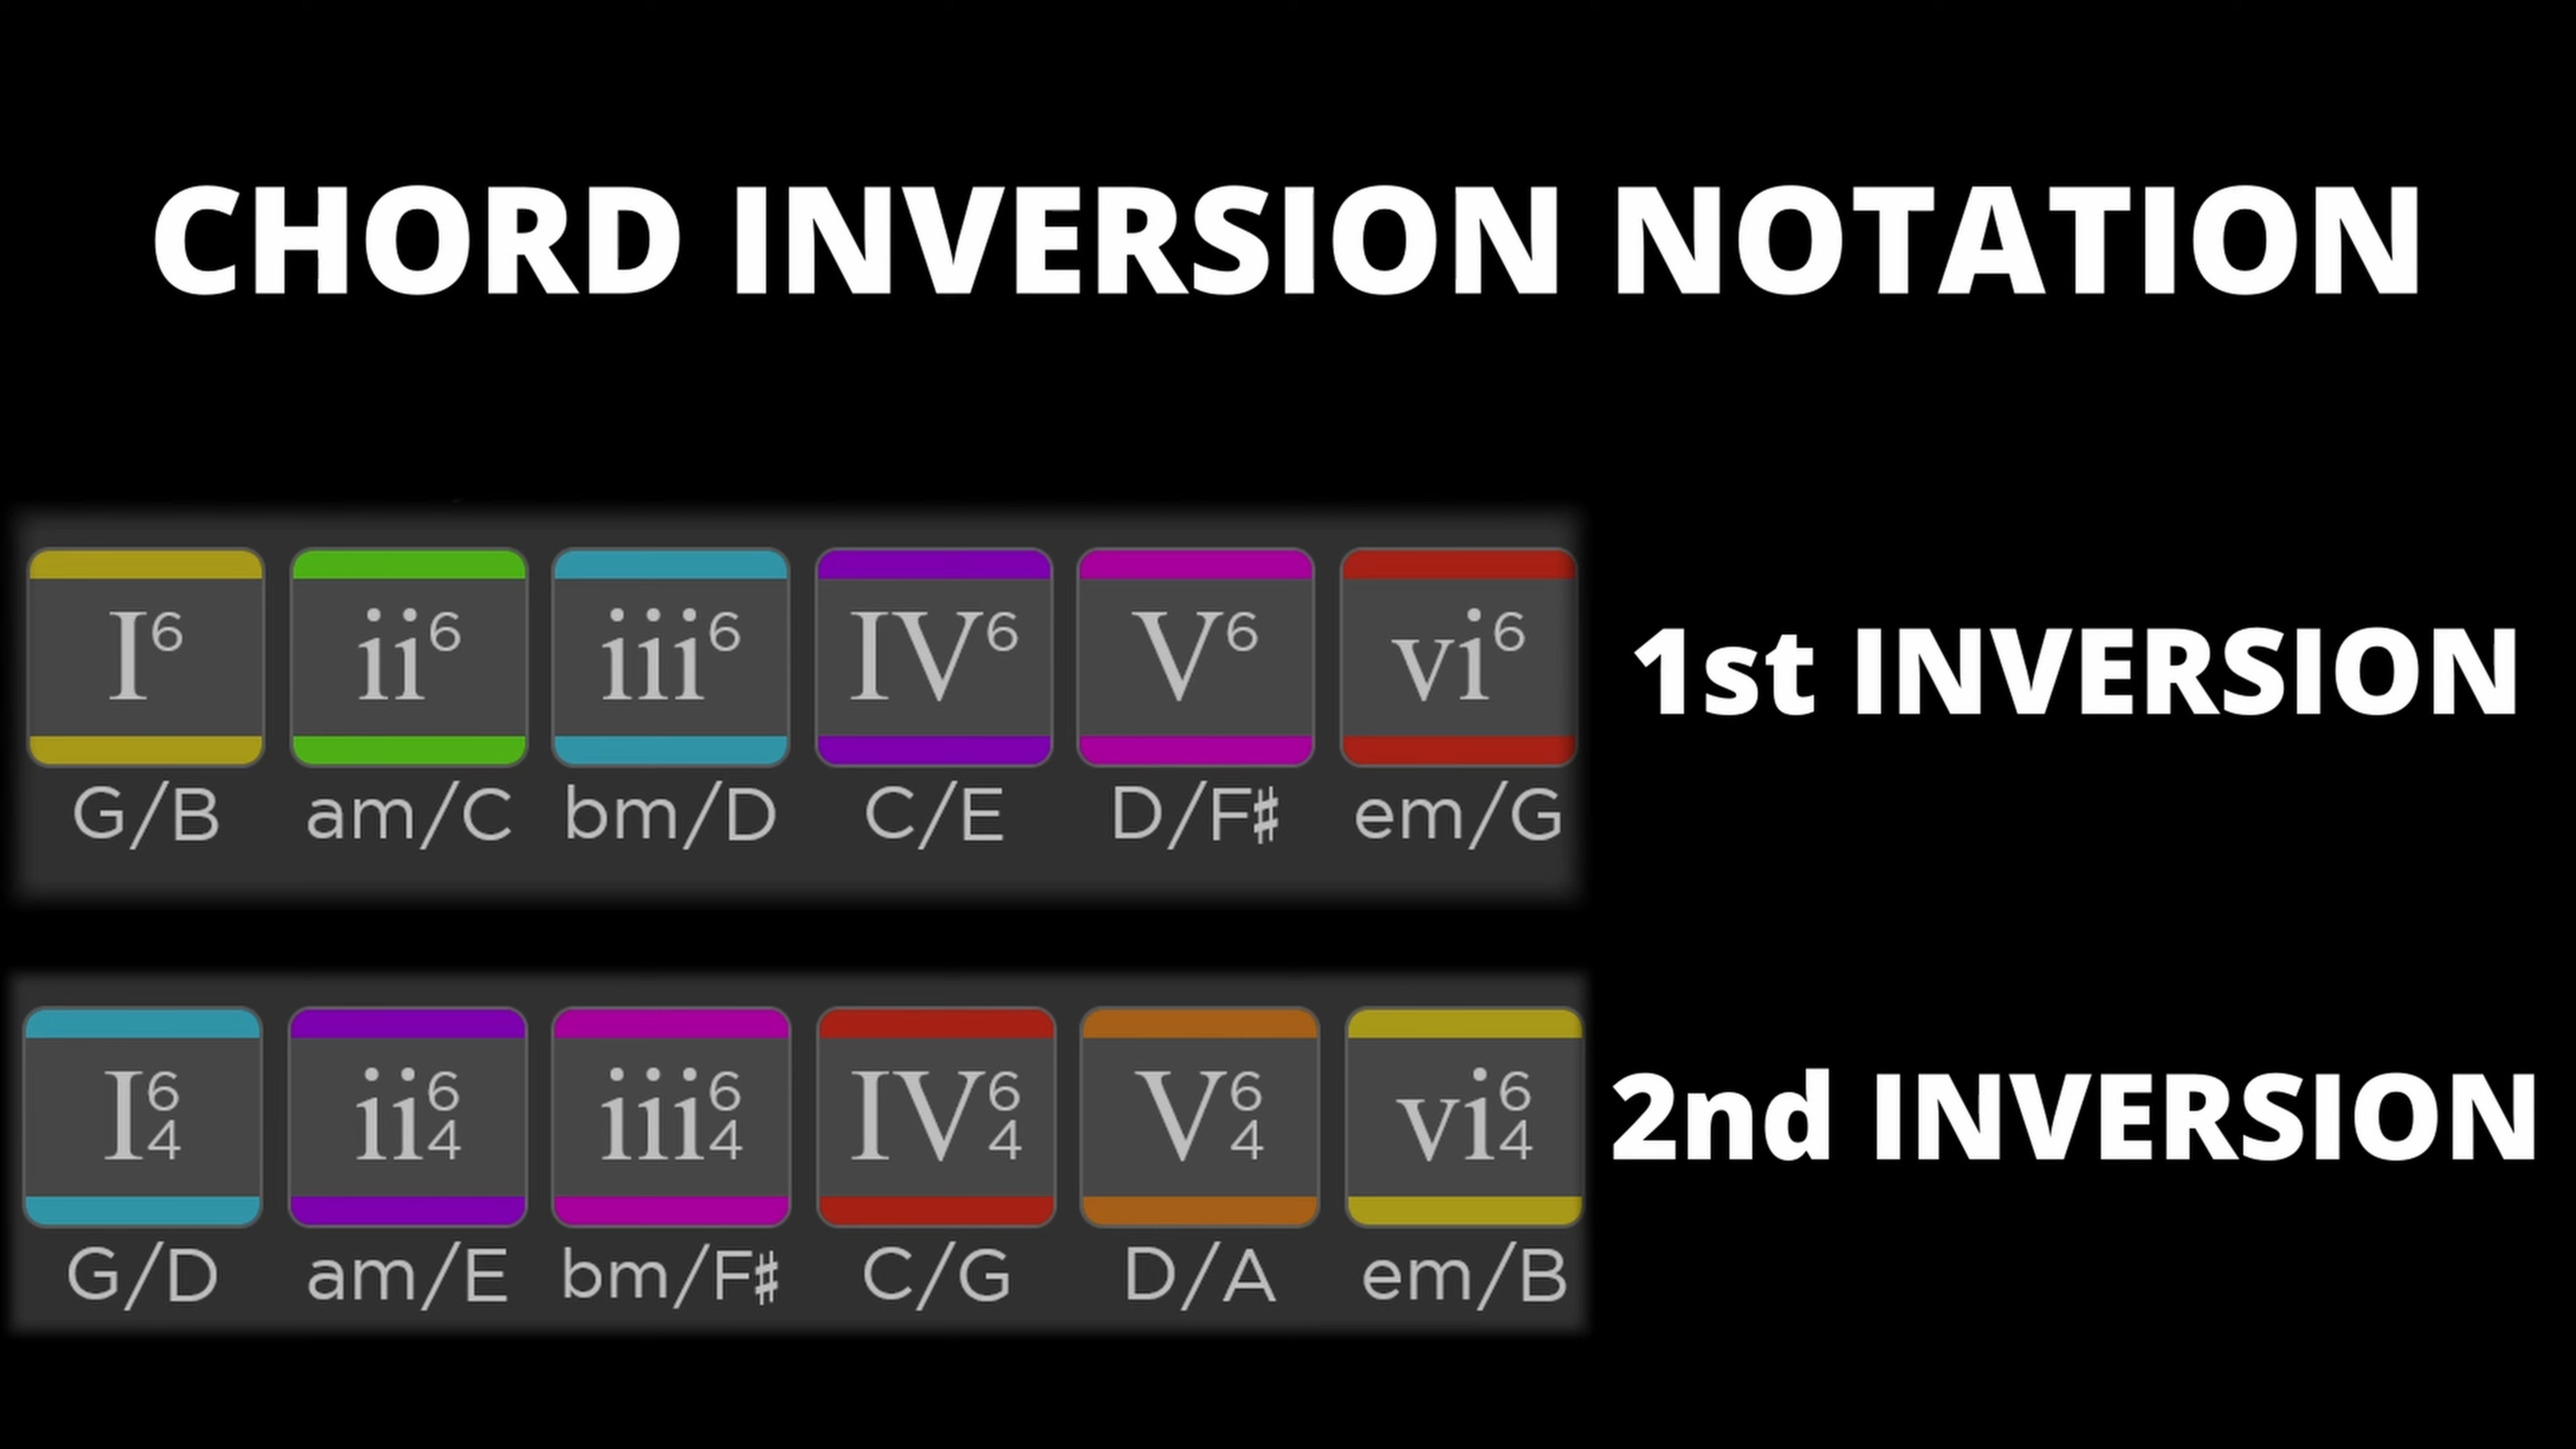 CHORD INVERSION NOTATION
I⁶ ii⁶ iii⁶ IV⁶ V⁶ vi⁶
1st INVERSION
G/B am/C bm/D C/E D/F♯ em/G
I⁶₄ ii⁶₄ iii⁶₄ IV⁶₄ V⁶₄ vi⁶₄
2nd INVERSION
G/D am/E bm/F♯ C/G D/A em/B